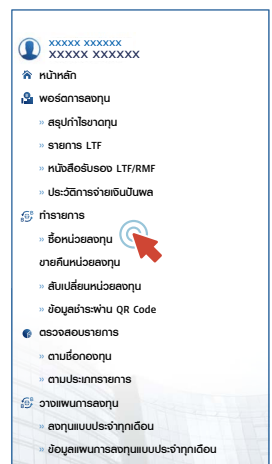 xxxxx xxxxxx
xxxxx xxxxxx
หน้าหลัก
พอร์ตการลงทุน
» สรุปกำไรขาดทุน
» รายการ LTF
» หนังสือรับรอง LTF/RMF
» ประวัติการจ่ายเงินปันผล
ทำรายการ
» ซื้อหน่วยลงทุน
ขายคืนหน่วยลงทุน
» สับเปลี่ยนหน่วยลงทุน
» ข้อมูลชำระผ่าน QR Code
ตรวจสอบรายการ
» ตามชื่อกองทุน
» ตามประเภทรายการ
วางแผนการลงทุน
» ลงทุนแบบประจำทุกเดือน
» ข้อมูลแผนการลงทุนแบบประจำทุกเดือน